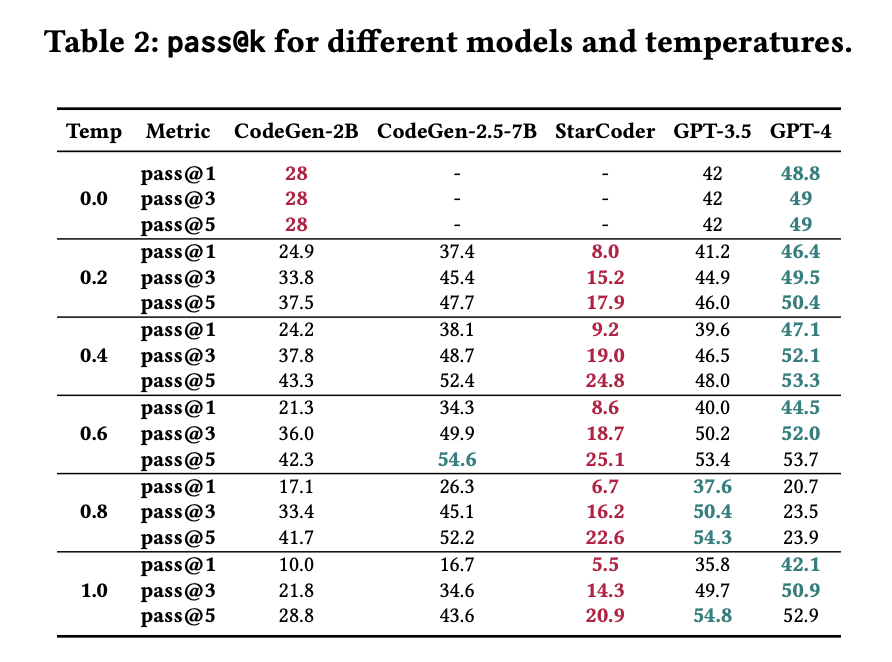 Table 2: pass@k for different models and temperatures.
Temp Metric CodeGen-2B CodeGen-2.5-7B StarCoder GPT-3.5 GPT-4
pass@1 28 - - 42 48.8
0.0 pass@3 28 - - 42 49
pass@5 28 - - 42 49
pass@1 24.9 37.4 8.0 41.2 46.4
0.2 pass@3 33.8 45.4 15.2 44.9 49.5
pass@5 37.5 47.7 17.9 46.0 50.4
pass@1 24.2 38.1 9.2 39.6 47.1
0.4 pass@3 37.8 48.7 19.0 46.5 52.1
pass@5 43.3 52.4 24.8 48.0 53.3
pass@1 21.3 34.3 8.6 40.0 44.5
0.6 pass@3 36.0 49.9 18.7 50.2 52.0
pass@5 42.3 54.6 25.1 53.4 53.7
pass@1 17.1 26.3 6.7 37.6 20.7
0.8 pass@3 33.4 45.1 16.2 50.4 23.5
pass@5 41.7 52.2 22.6 54.3 23.9
pass@1 10.0 16.7 5.5 35.8 42.1
1.0 pass@3 21.8 34.6 14.3 49.7 50.9
pass@5 28.8 43.6 20.9 54.8 52.9